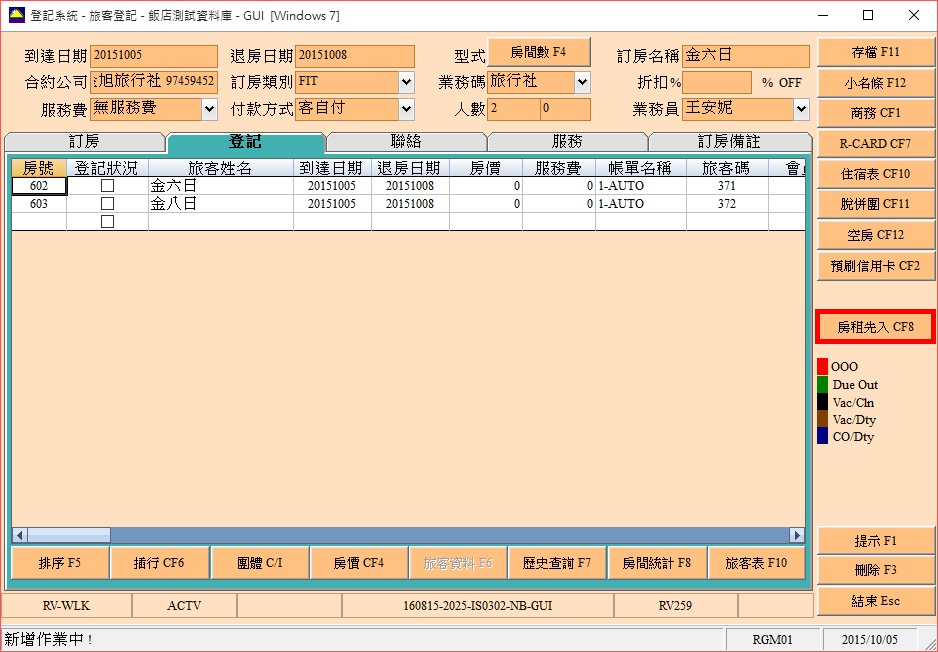 登記系統 - 旅客登記 - 飯店測試資料庫 - GUI [Windows 7]
到達日期 20151005 退房日期 20151008 型式 房間數 F4 訂房名稱 金六日
合約公司 旭旅行社 97459452 訂房類別 FIT 業務碼 旅行社 折扣% % OFF
服務費 無服務費 付款方式 客自付 人數 2 0 業務員 王安妮
訂房 登記 聯絡 服務 訂房備註
房號 登記狀況 旅客姓名 到達日期 退房日期 房價 服務費 帳單名稱 旅客碼 會
602 金六日 20151005 20151008 0 0 1-AUTO 371
603 金八日 20151005 20151008 0 0 1-AUTO 372
排序 F5 插行 CF6 團體 C/I 房價 CF4 旅客資料 F6 歷史查詢 F7 房間統計 F8 旅客表 F10
存檔 F11
小名條 F12
商務 CF1
R-CARD CF7
住宿表 CF10
脫併團 CF11
空房 CF12
預刷信用卡 CF2
房租先入 CF8
OOO
Due Out
Vac/Cln
Vac/Dty
CO/Dty
提示 F1
刪除 F3
結束 Esc
RV-WLK ACTV 160815-2025-IS0302-NB-GUI RV259
新增作業中 ! RGM01 2015/10/05